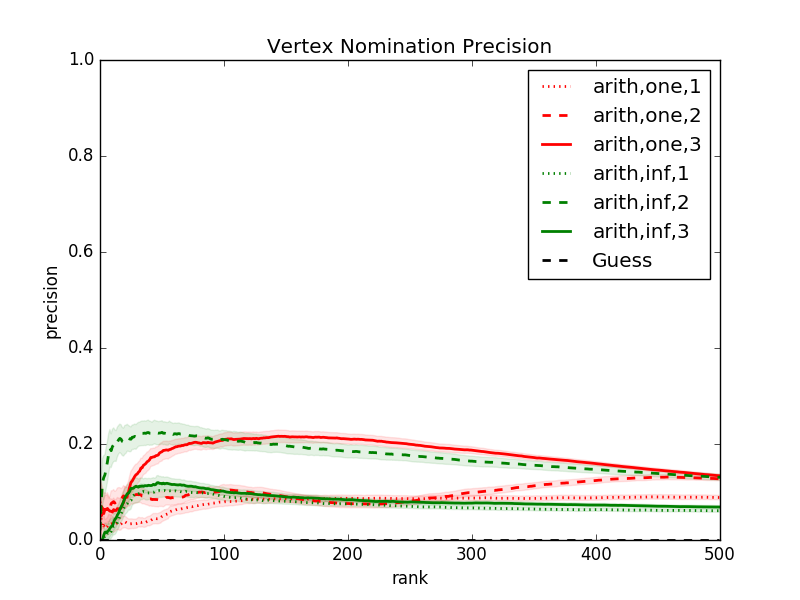 Vertex Nomination Precision
1.0
0.8
0.6
0.4
0.2
0.0
precision
0
100
200
300
400
500
rank
arith,one,1
arith,one,2
arith,one,3
arith,inf,1
arith,inf,2
arith,inf,3
Guess